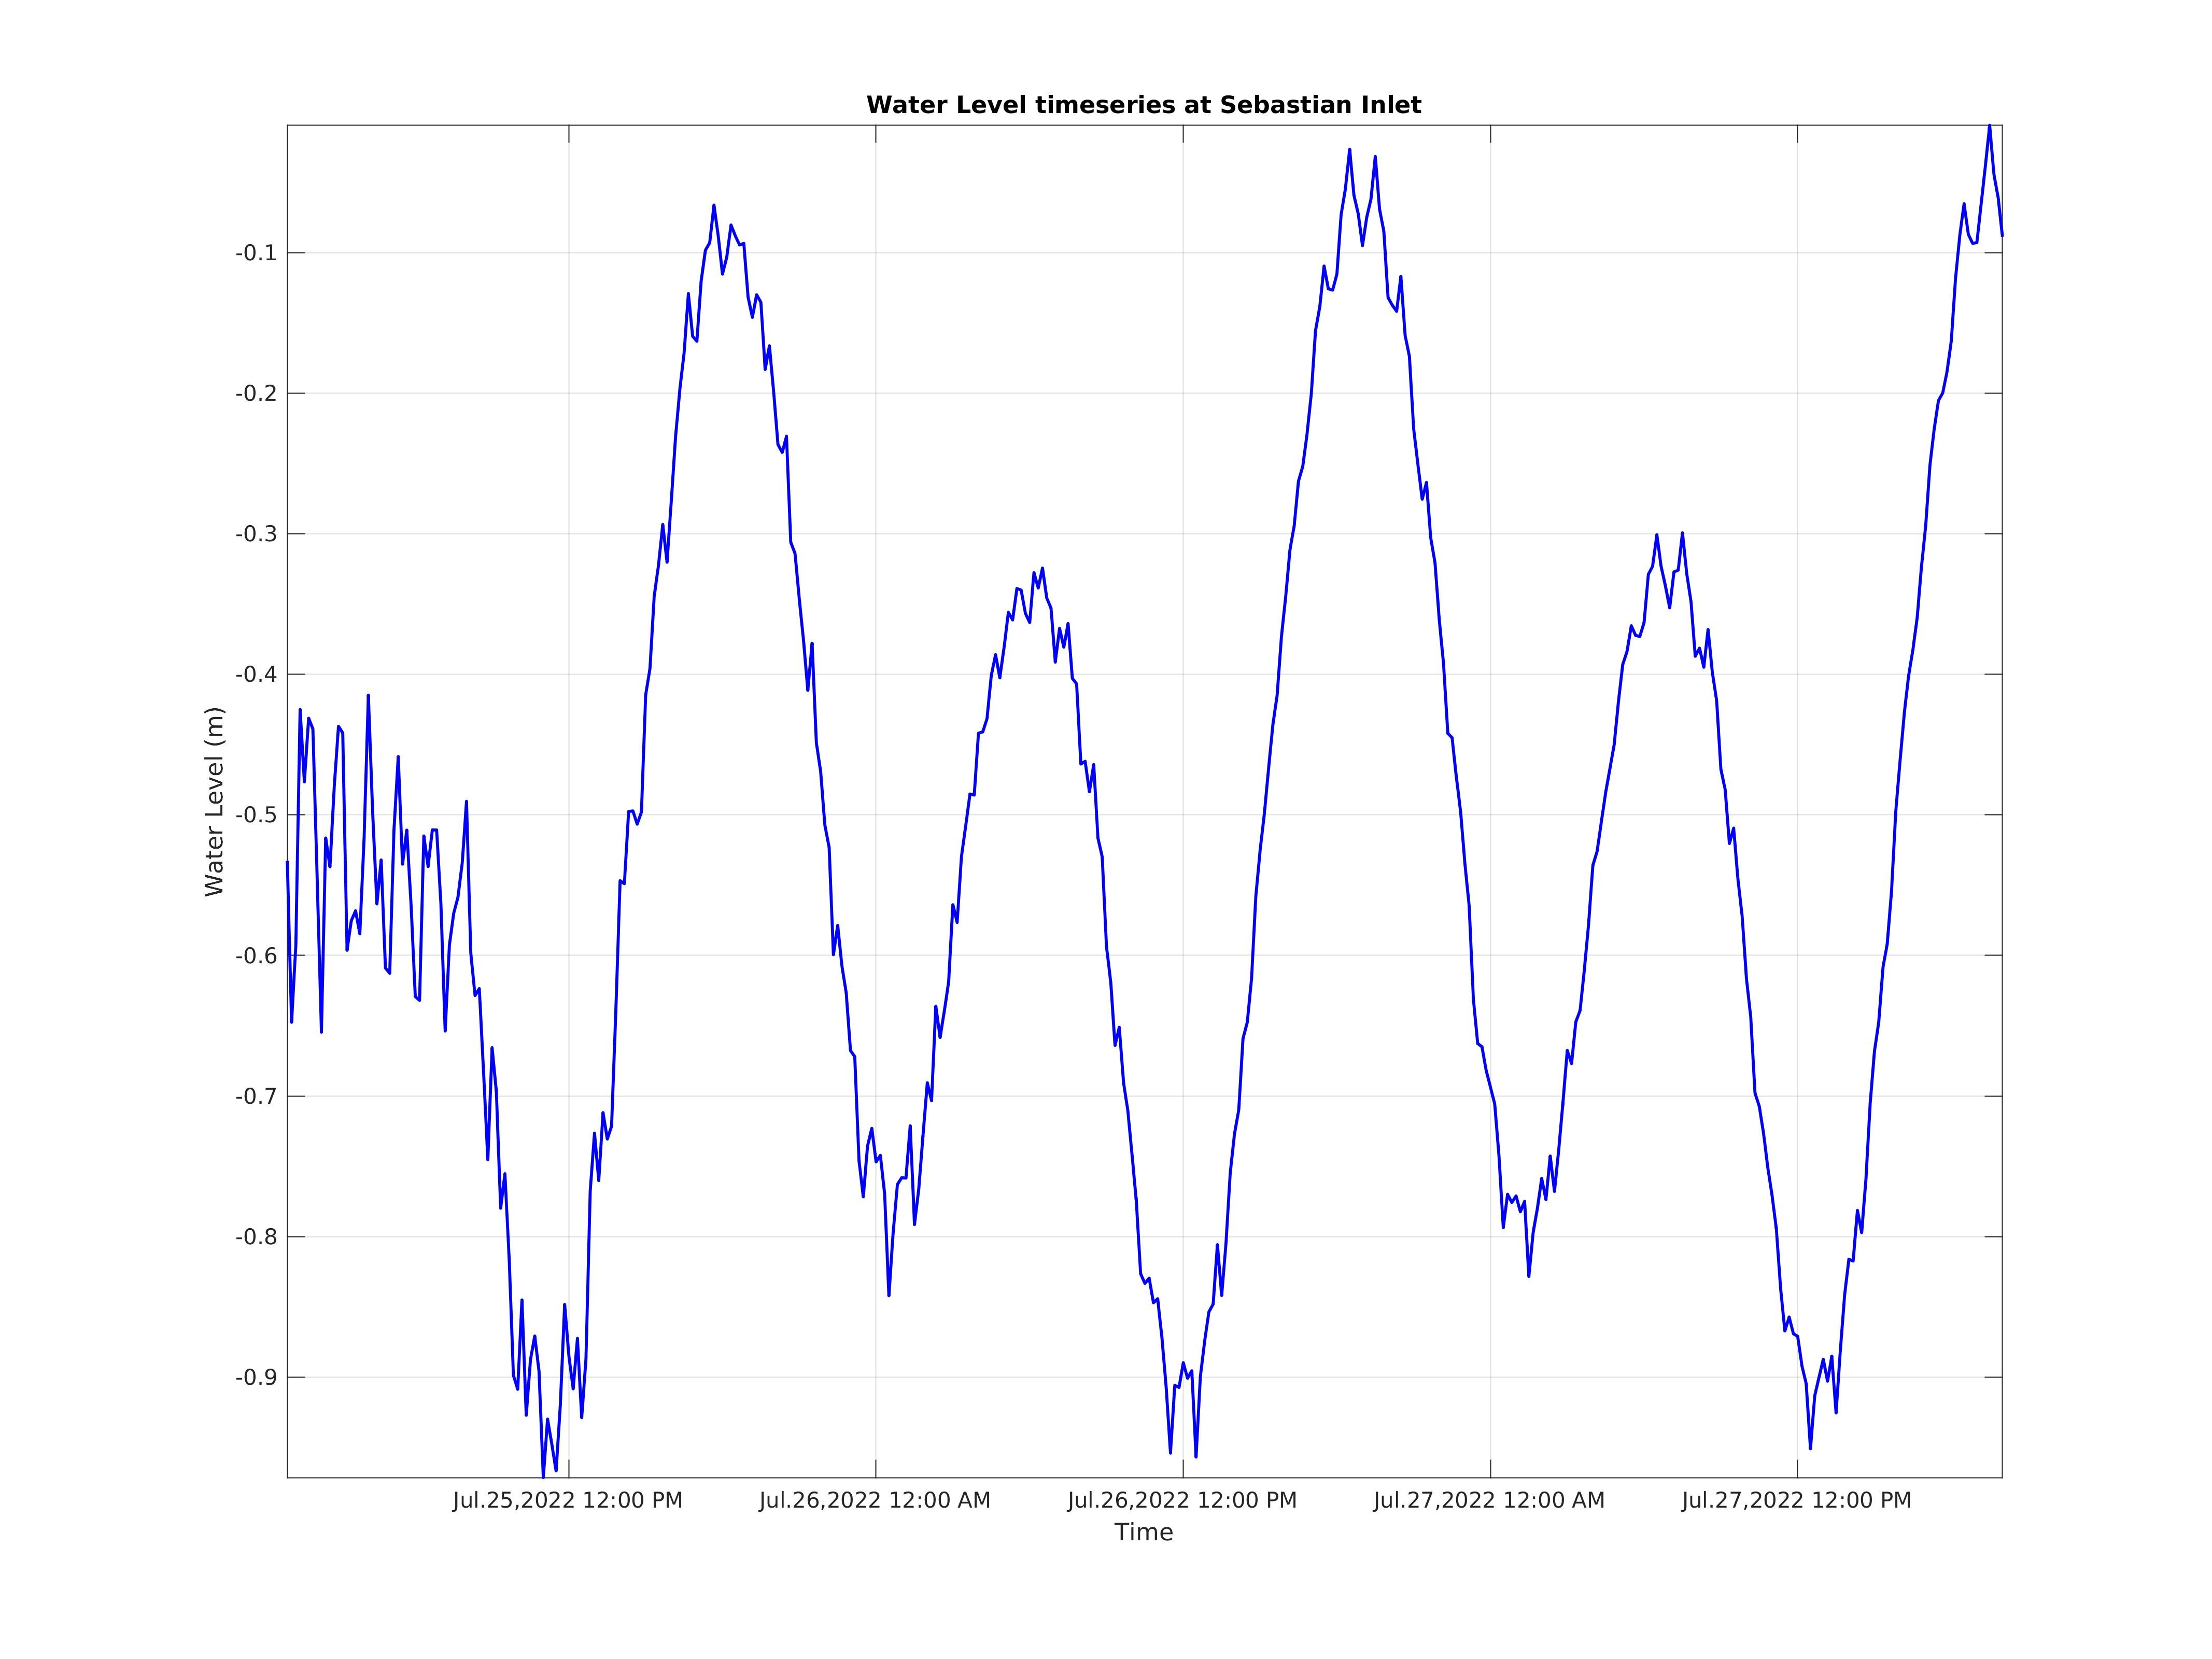 Water Level timeseries at Sebastian Inlet
-0.1
-0.2
-0.3
-0.4
-0.5
-0.6
-0.7
-0.8
-0.9
Water Level (m)
Jul.25,2022 12:00 PM
Jul.26,2022 12:00 AM
Jul.26,2022 12:00 PM
Jul.27,2022 12:00 AM
Jul.27,2022 12:00 PM
Time